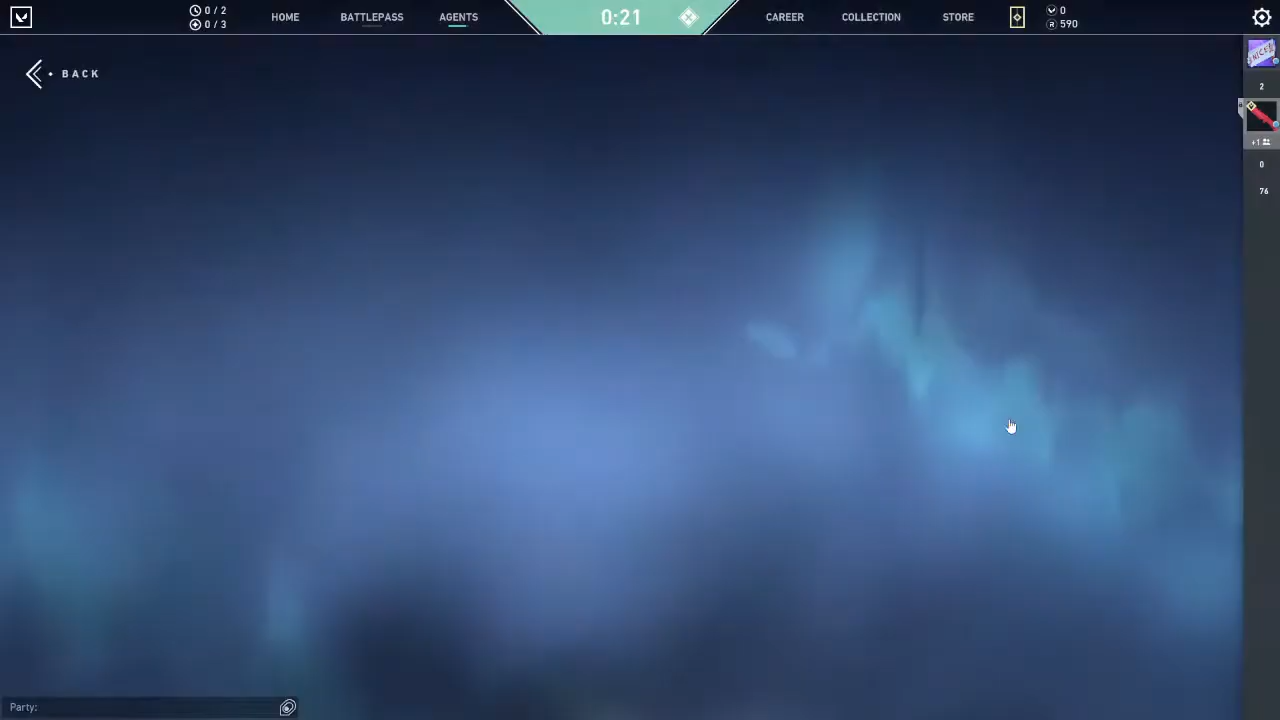 0 / 2
0 / 3
HOME
BATTLEPASS
AGENTS
0:21
CAREER
COLLECTION
STORE
0
590
BACK
NICE!
2
+1
0
76
Party: